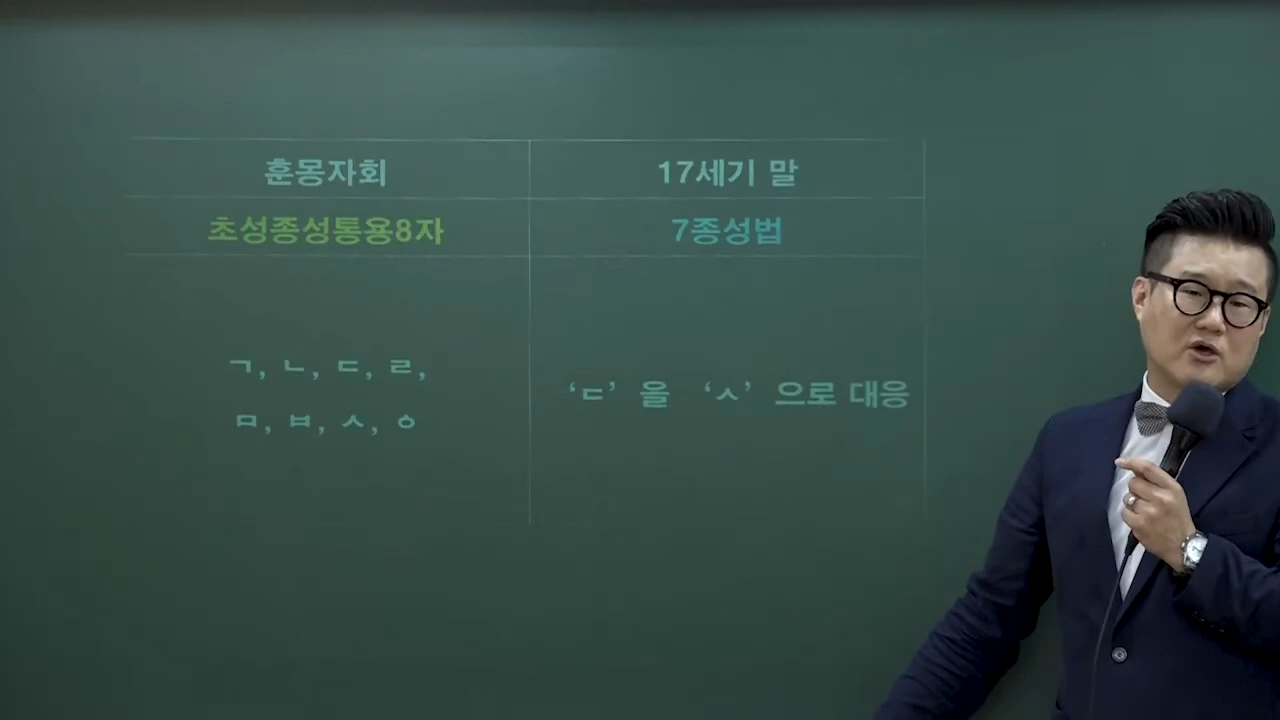 훈몽자회
17세기 말
초성종성통용8자
7종성법
ㄱ, ㄴ, ㄷ, ㄹ,
ㅁ, ㅂ, ㅅ, ㅇ
‘ㄷ’ 을 ‘ㅅ’ 으로 대응